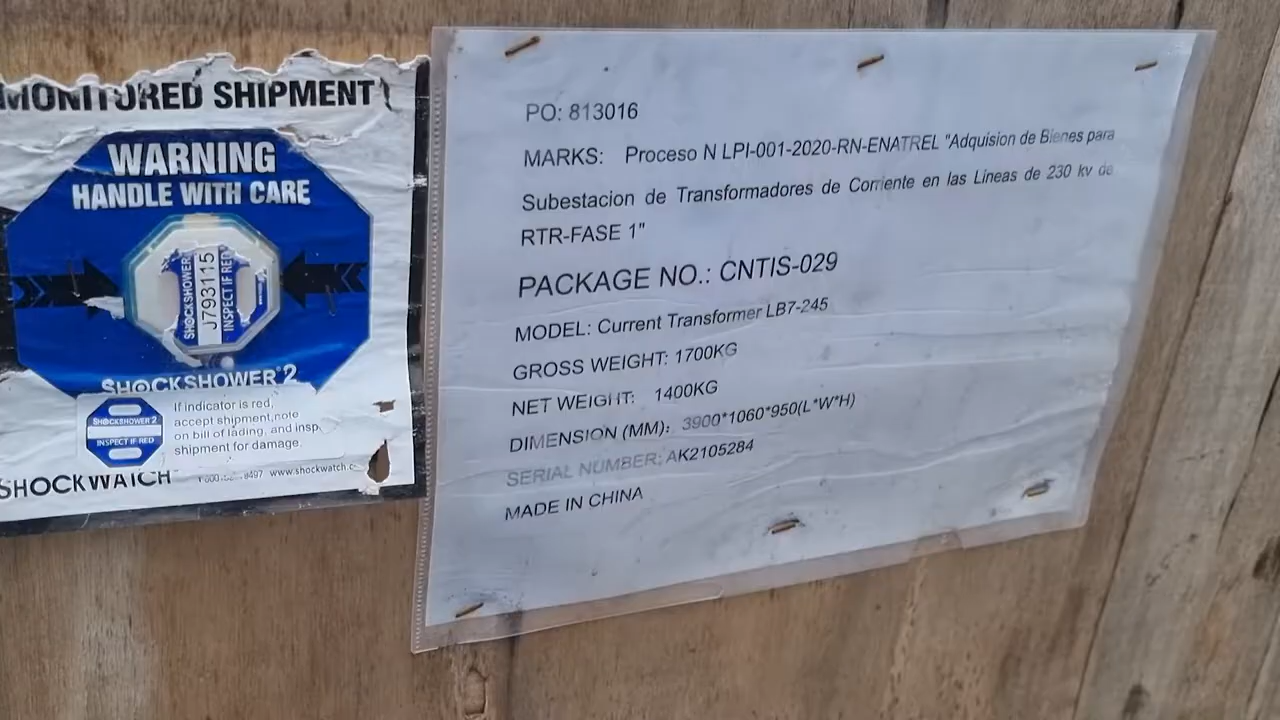 MONITORED SHIPMENT
WARNING
HANDLE WITH CARE
SHOCKSHOWER
J793115
INSPECT IF RED
SHOCKSHOWER 2
SHOCKSHOWER 2
INSPECT IF RED
If indicator is red,
accept shipment, note
on bill of lading, and insp
shipment for damage.
SHOCKWATCH www.shockwatch.c
PO: 813016
MARKS: Proceso N LPI-001-2020-RN-ENATREL "Adquision de Bienes para
Subestacion de Transformadores de Corriente en las Lineas de 230 kv de
RTR-FASE 1"
PACKAGE NO.: CNTIS-029
MODEL: Current Transformer LB7-245
GROSS WEIGHT: 1700KG
NET WEIGHT: 1400KG
DIMENSION (MM): 3900*1060*950(L*W*H)
SERIAL NUMBER: AK2105284
MADE IN CHINA